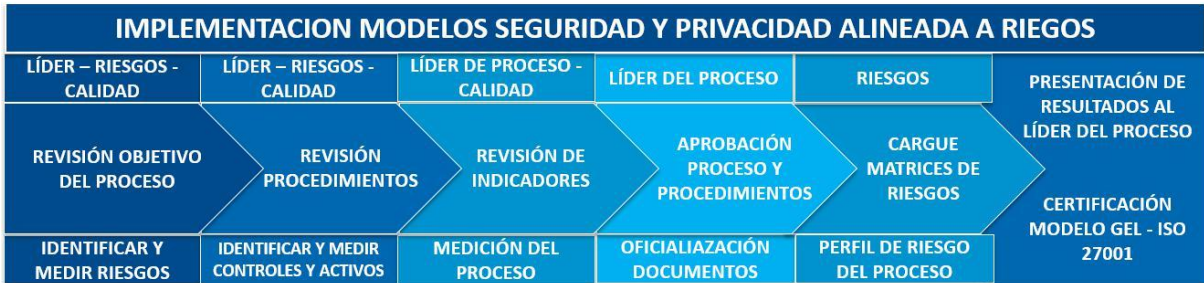 IMPLEMENTACION MODELOS SEGURIDAD Y PRIVACIDAD ALINEADA A RIEGOS
LÍDER – RIESGOS -
CALIDAD
LÍDER – RIESGOS -
CALIDAD
LÍDER DE PROCESO -
CALIDAD
LÍDER DEL PROCESO
RIESGOS
REVISIÓN OBJETIVO
DEL PROCESO
REVISIÓN
PROCEDIMIENTOS
REVISIÓN DE
INDICADORES
APROBACIÓN
PROCESO Y
PROCEDIMIENTOS
CARGUE
MATRICES DE
RIESGOS
IDENTIFICAR Y
MEDIR RIESGOS
IDENTIFICAR Y MEDIR
CONTROLES Y ACTIVOS
MEDICIÓN DEL
PROCESO
OFICIALIAZACIÓN
DOCUMENTOS
PERFIL DE RIESGO
DEL PROCESO
PRESENTACIÓN DE
RESULTADOS AL
LÍDER DEL PROCESO
CERTIFICACIÓN
MODELO GEL - ISO
27001